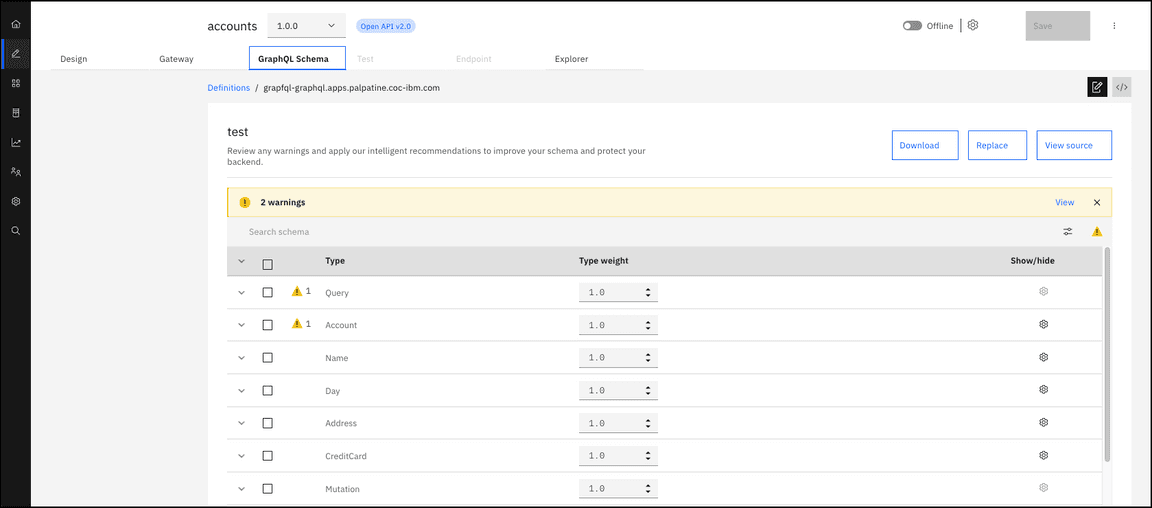 accounts 1.0.0 Open API v2.0 Offline Save
Design Gateway GraphQL Schema Test Endpoint Explorer
Definitions / grapfql-graphql.apps.palpatine.coc-ibm.com </>
test
Review any warnings and apply our intelligent recommendations to improve your schema and protect your
backend.
Download Replace View source
2 warnings View
Search schema
Type Type weight Show/hide
1 Query 1.0
1 Account 1.0
Name 1.0
Day 1.0
Address 1.0
CreditCard 1.0
Mutation 1.0